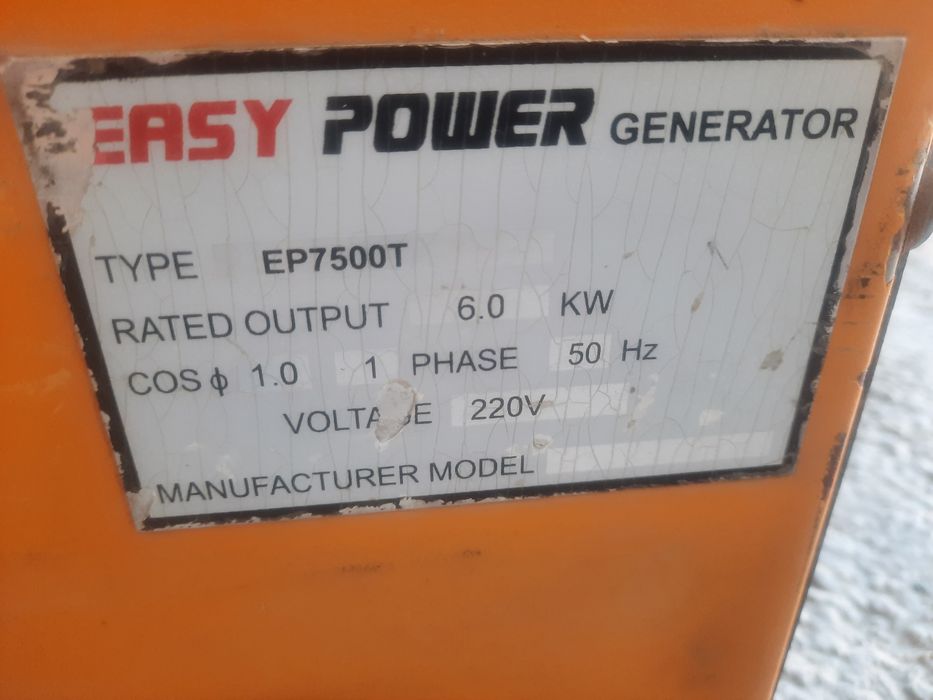 EASY POWER GENERATOR
TYPE EP7500T
RATED OUTPUT 6.0 KW
COS ϕ 1.0 1 PHASE 50 Hz
VOLTAGE 220V
MANUFACTURER MODEL